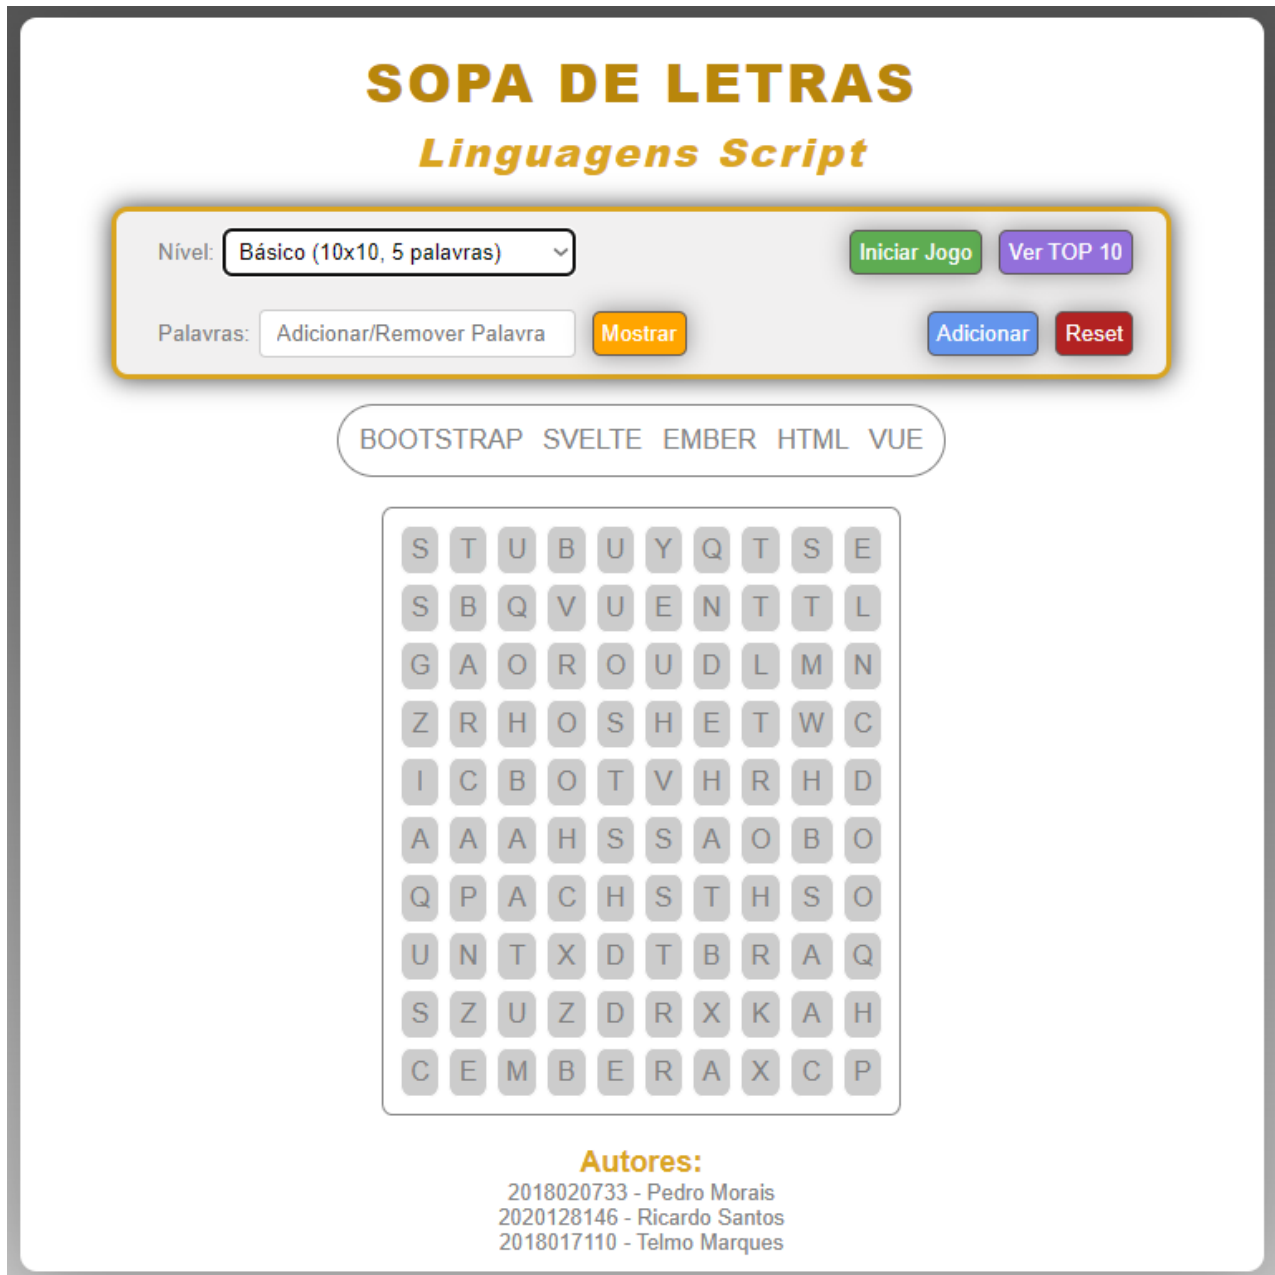 SOPA DE LETRAS
Linguagens Script
Nível: Básico (10x10, 5 palavras) Iniciar Jogo Ver TOP 10
Palavras: Adicionar/Remover Palavra Mostrar Adicionar Reset
BOOTSTRAP SVELTE EMBER HTML VUE
S T U B U Y Q T S E
S B Q V U E N T T L
G A O R O U D L M N
Z R H O S H E T W C
I C B O T V H R H D
A A A H S S A O B O
Q P A C H S T H S O
U N T X D T B R A Q
S Z U Z D R X K A H
C E M B E R A X C P
Autores:
2018020733 - Pedro Morais
2020128146 - Ricardo Santos
2018017110 - Telmo Marques